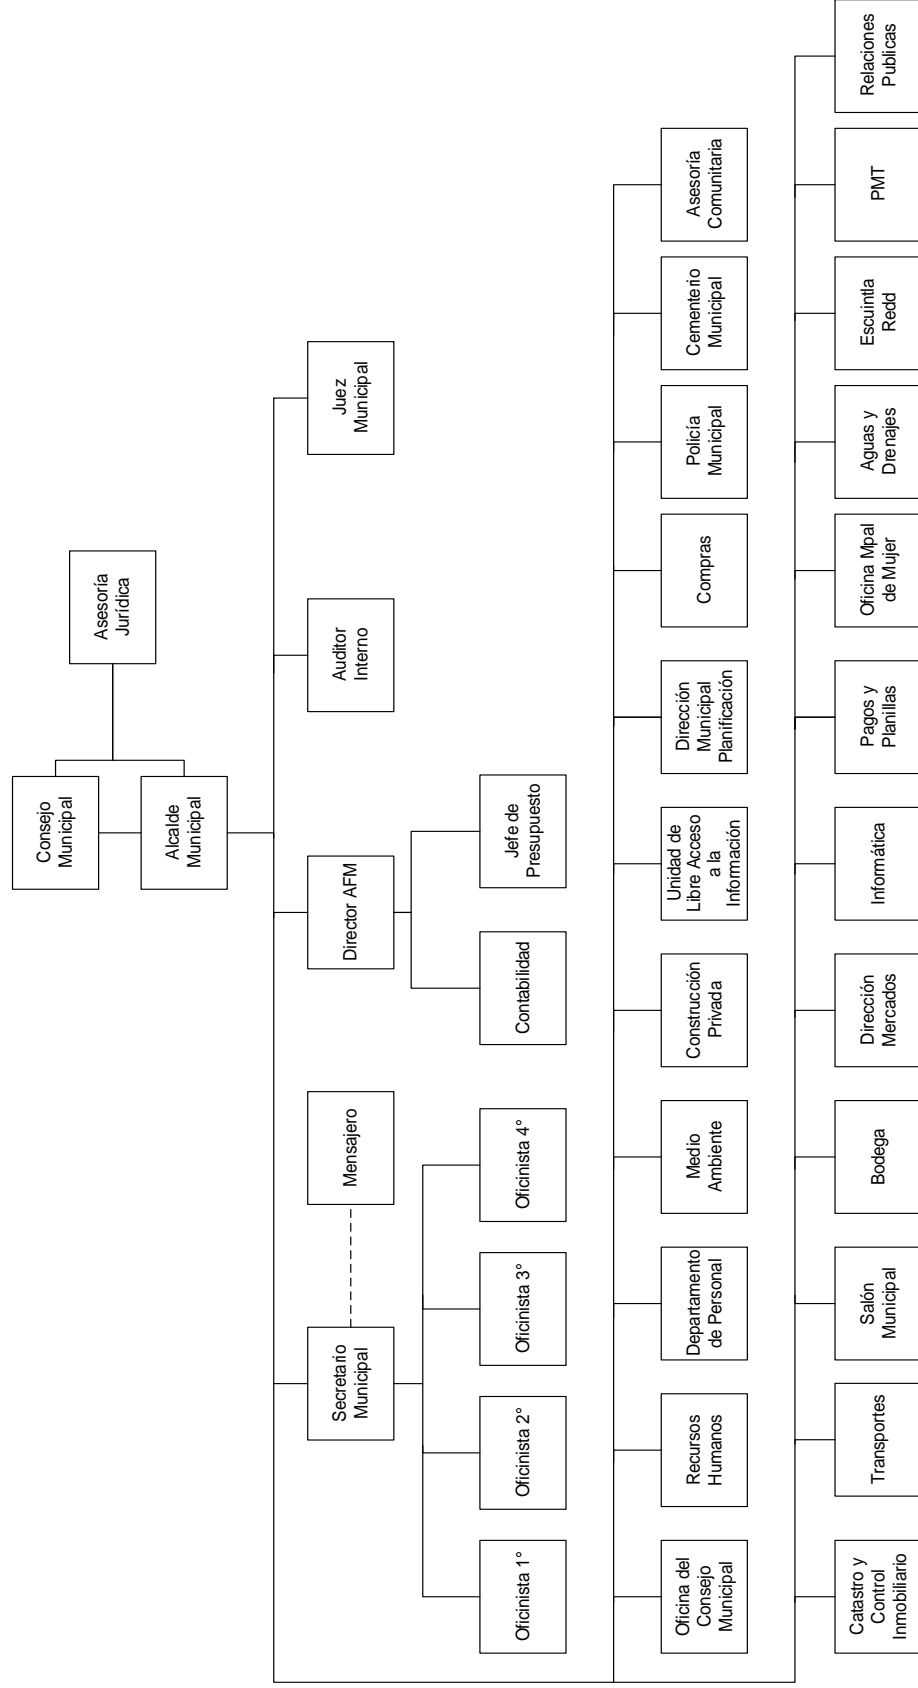 Consejo
Municipal
Asesoría
Jurídica
Alcalde
Municipal
Secretario
Municipal
Mensajero
Director AFM
Auditor
Interno
Juez
Municipal
Oficinista 1°
Oficinista 2°
Oficinista 3°
Oficinista 4°
Contabilidad
Jefe de
Presupuesto
Oficina del
Consejo
Municipal
Recursos
Humanos
Departamento
de Personal
Medio
Ambiente
Construcción
Privada
Unidad de
Libre Acceso
a la
Información
Dirección
Municipal
Planificación
Compras
Policía
Municipal
Cementerio
Municipal
Asesoría
Comunitaria
Catastro y
Control
Inmobiliario
Transportes
Salón
Municipal
Bodega
Dirección
Mercados
Informática
Pagos y
Planillas
Oficina Mpal
de Mujer
Aguas y
Drenajes
Escuintla
Redd
PMT
Relaciones
Publicas